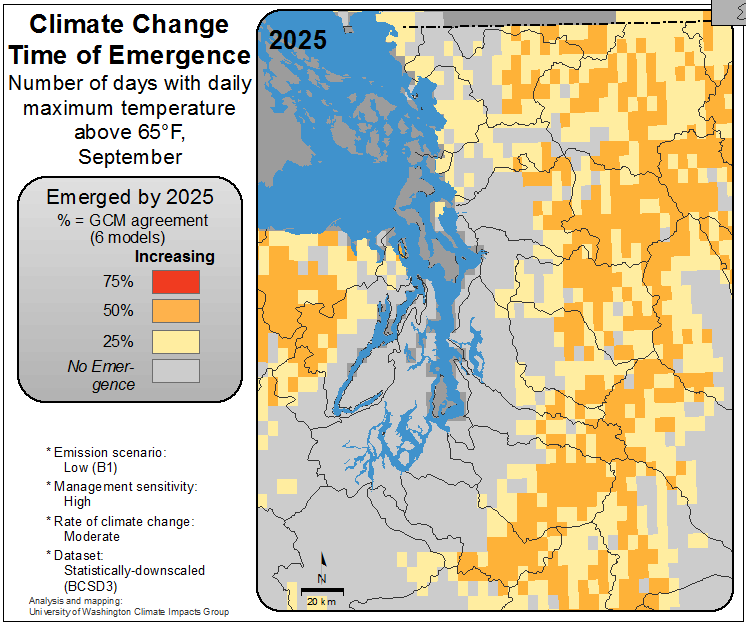 Climate Change
Time of Emergence
Number of days with daily
maximum temperature
above 65°F,
September
Emerged by 2025
% = GCM agreement
(6 models)
Increasing
75%
50%
25%
No Emer-
gence
* Emission scenario:
Low (B1)
* Management sensitivity:
High
* Rate of climate change:
Moderate
* Dataset:
Statistically-downscaled
(BCSD3)
Analysis and mapping:
University of Washington Climate Impacts Group
2025
N
20 km